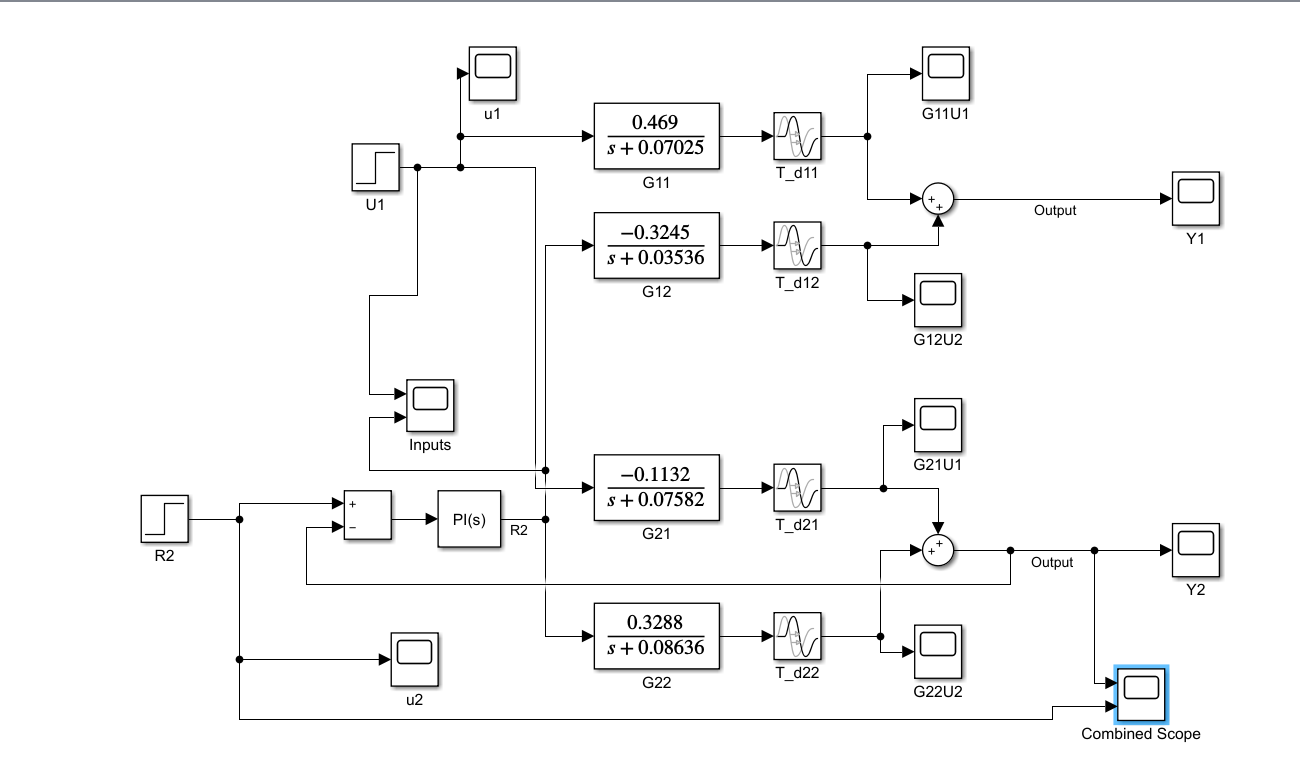 u1
G11U1
0.469
s + 0.07025
G11
T_d11
U1
+
+
Output
Y1
−0.3245
s + 0.03536
G12
T_d12
G12U2
Inputs
G21U1
−0.1132
s + 0.07582
G21
T_d21
R2
+
−
PI(s)
R2
+
+
Output
Y2
0.3288
s + 0.08636
G22
T_d22
G22U2
u2
Combined Scope